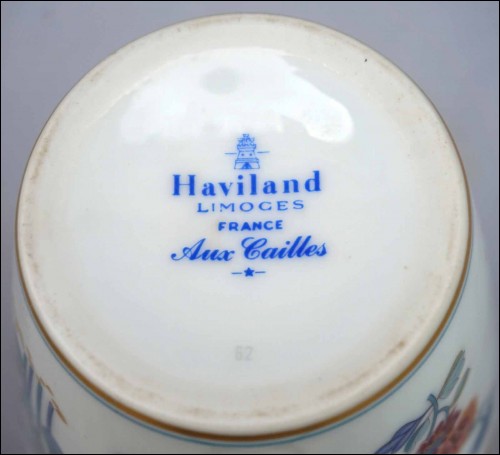 Haviland
LIMOGES
FRANCE
Aux Cailles
62